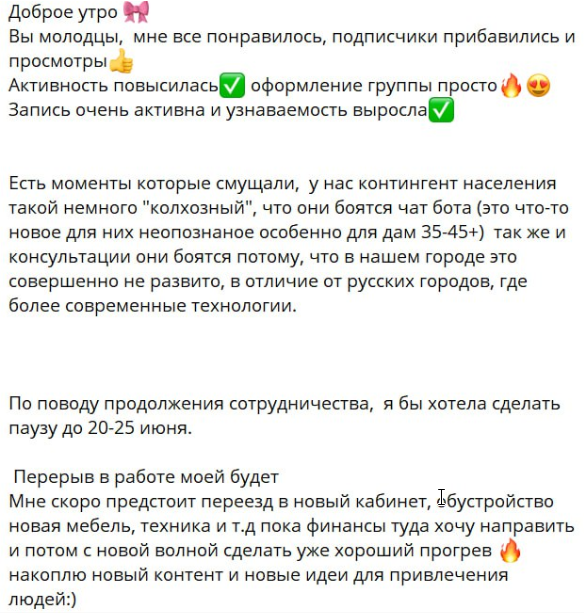 Доброе утро 🎀
Вы молодцы, мне все понравилось, подписчики прибавились и
просмотры👍
Активность повысилась✅ оформление группы просто🔥😍
Запись очень активна и узнаваемость выросла✅
Есть моменты которые смущали, у нас контингент населения
такой немного "колхозный", что они боятся чат бота (это что-то
новое для них неопознаное особенно для дам 35-45+) так же и
консультации они боятся потому, что в нашем городе это
совершенно не развито, в отличие от русских городов, где
более современные технологии.
По поводу продолжения сотрудничества, я бы хотела сделать
паузу до 20-25 июня.
Перерыв в работе моей будет
Мне скоро предстоит переезд в новый кабинет, обустройство
новая мебель, техника и т.д пока финансы туда хочу направить
и потом с новой волной сделать уже хороший прогрев 🔥
накоплю новый контент и новые идеи для привлечения
людей:)